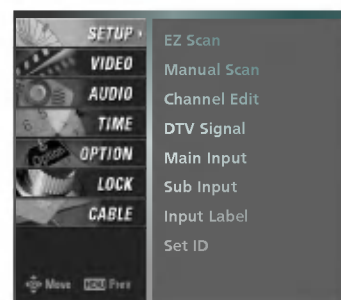 SETUP
VIDEO
AUDIO
TIME
OPTION
LOCK
CABLE
Move MENU Prev
EZ Scan
Manual Scan
Channel Edit
DTV Signal
Main Input
Sub Input
Input Label
Set ID